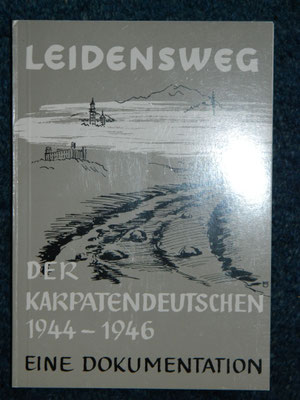 LEIDENSWEG
DER
KARPATENDEUTSCHEN
1944-1946
EINE DOKUMENTATION